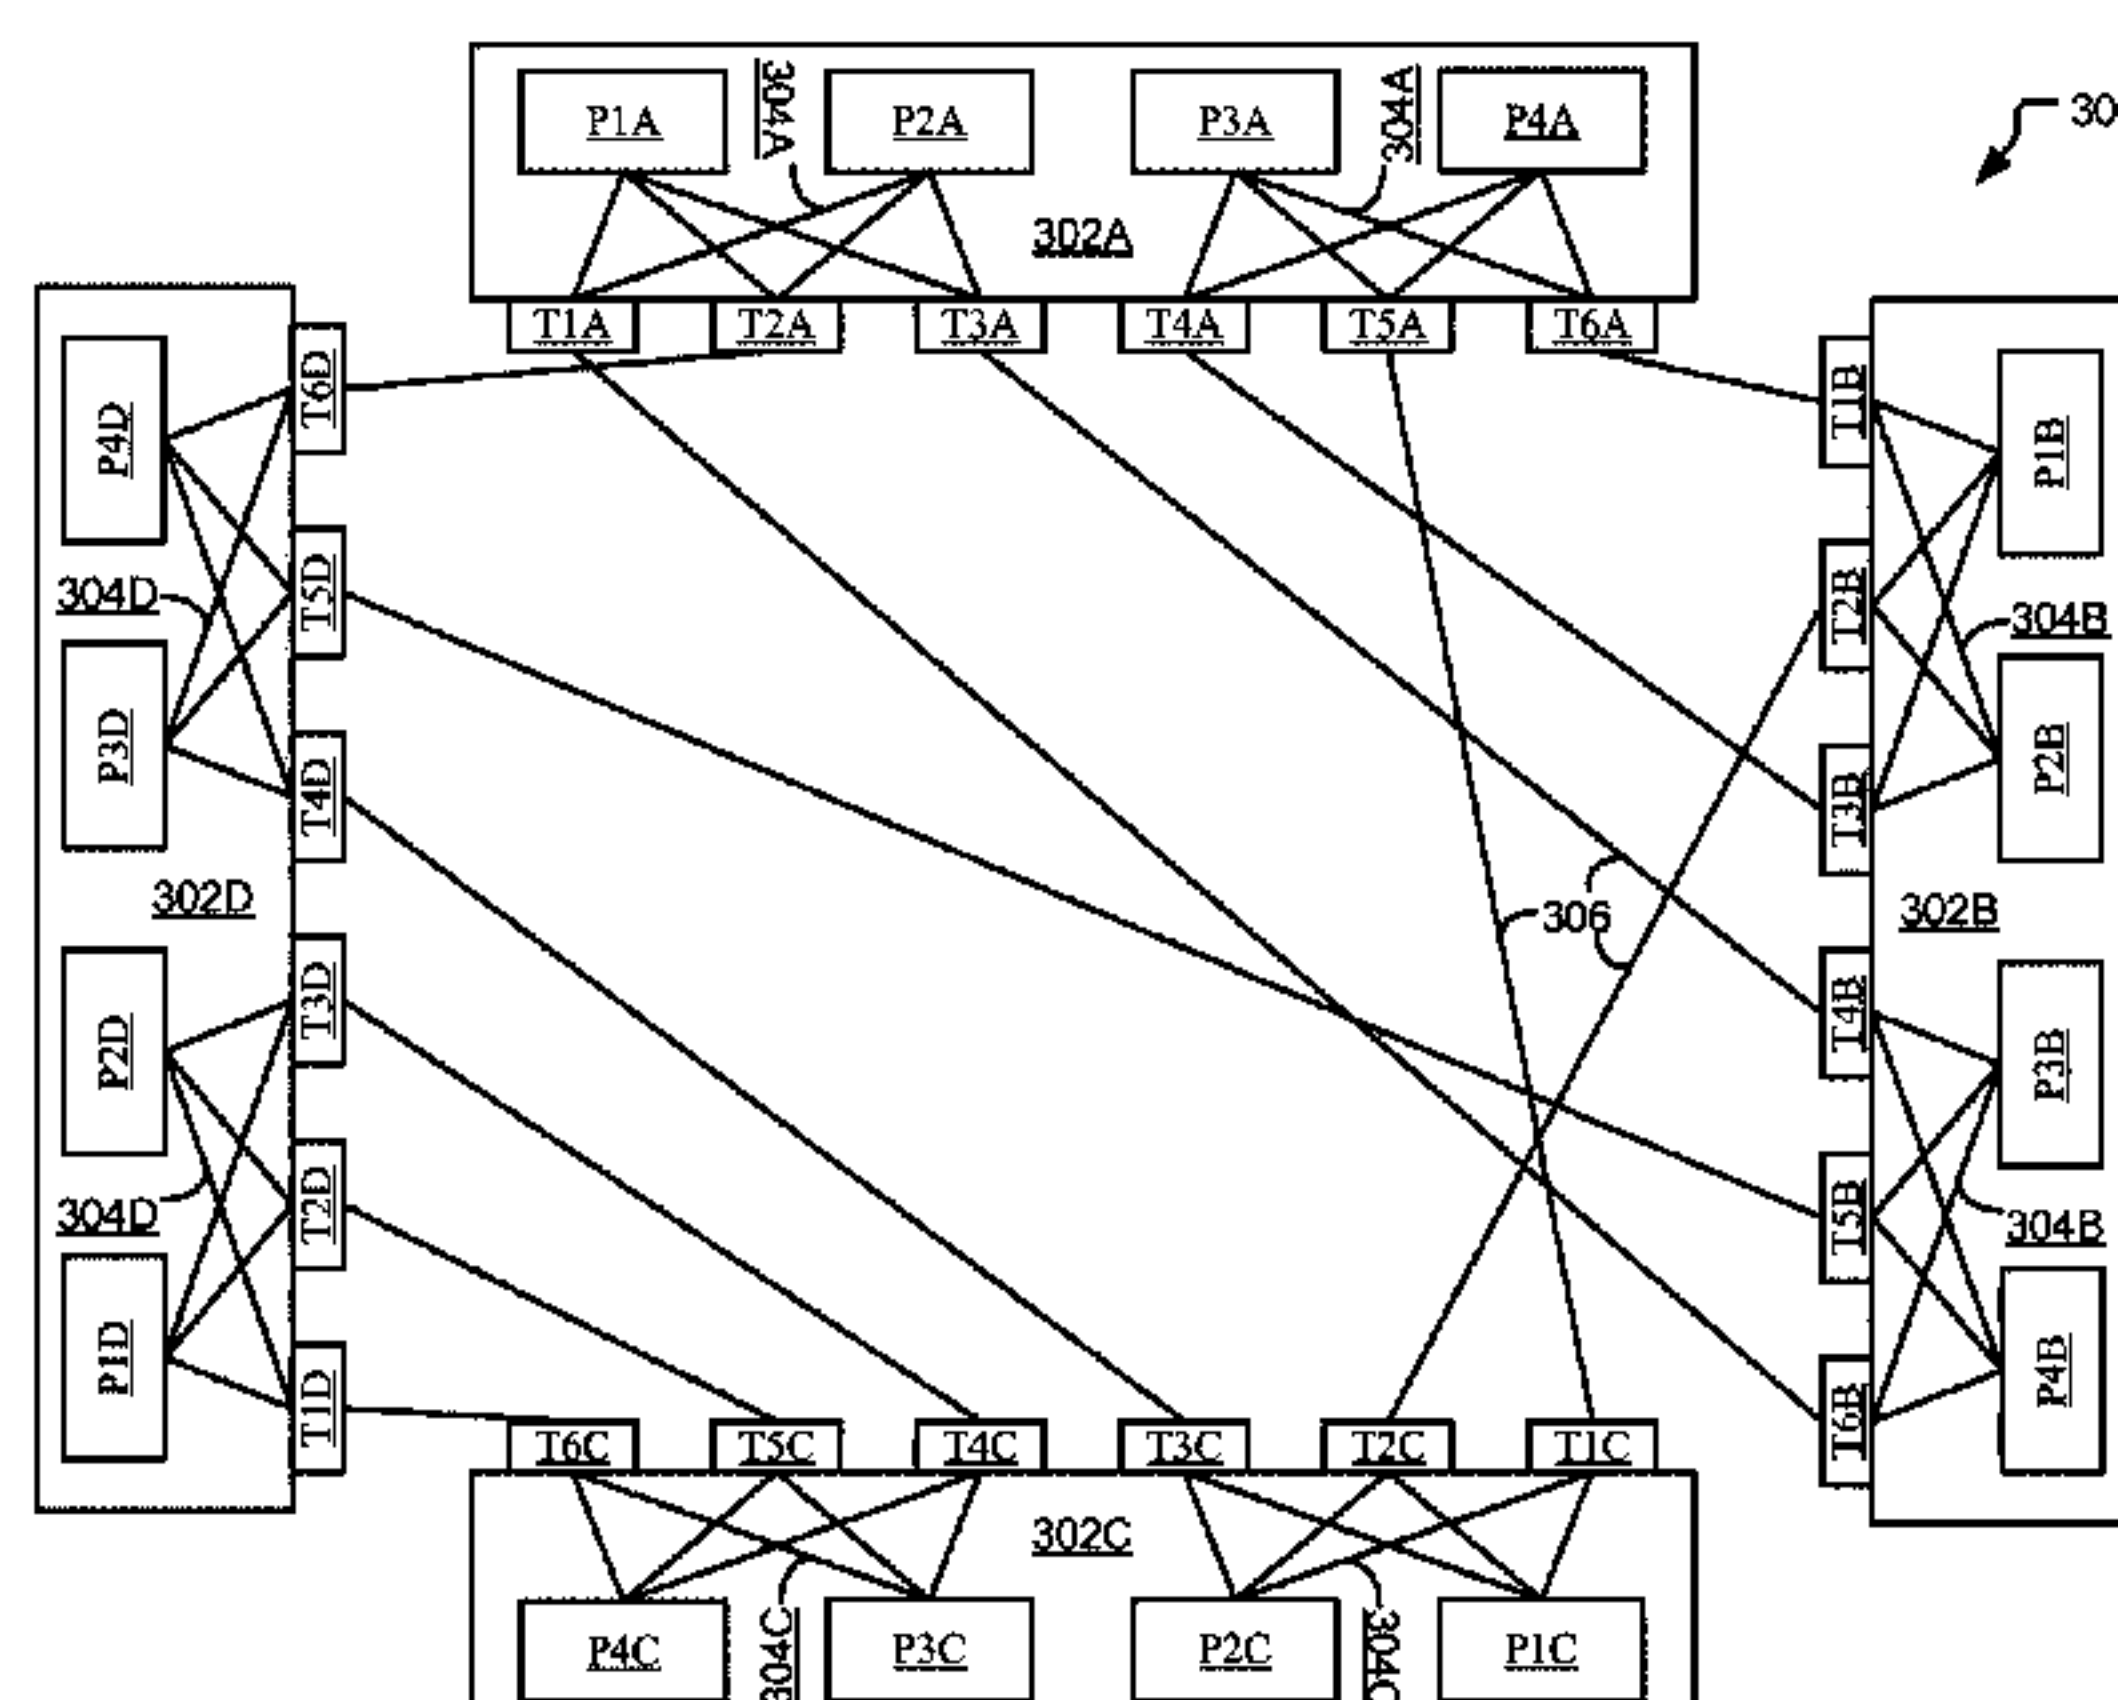 30
P1A
304A
P2A
P3A
304A
P4A
302A
T1A
T2A
T3A
T4A
T5A
T6A
T6D
P4D
T5D
304D
P3D
T4D
302D
T3D
P2D
T2D
304D
P1D
T1D
T1B
P1B
T2B
304B
P2B
T3B
306
302B
T4B
P3B
T5B
304B
P4B
T6B
T6C
T5C
T4C
T3C
T2C
T1C
302C
304C
304C
P4C
P3C
P2C
P1C